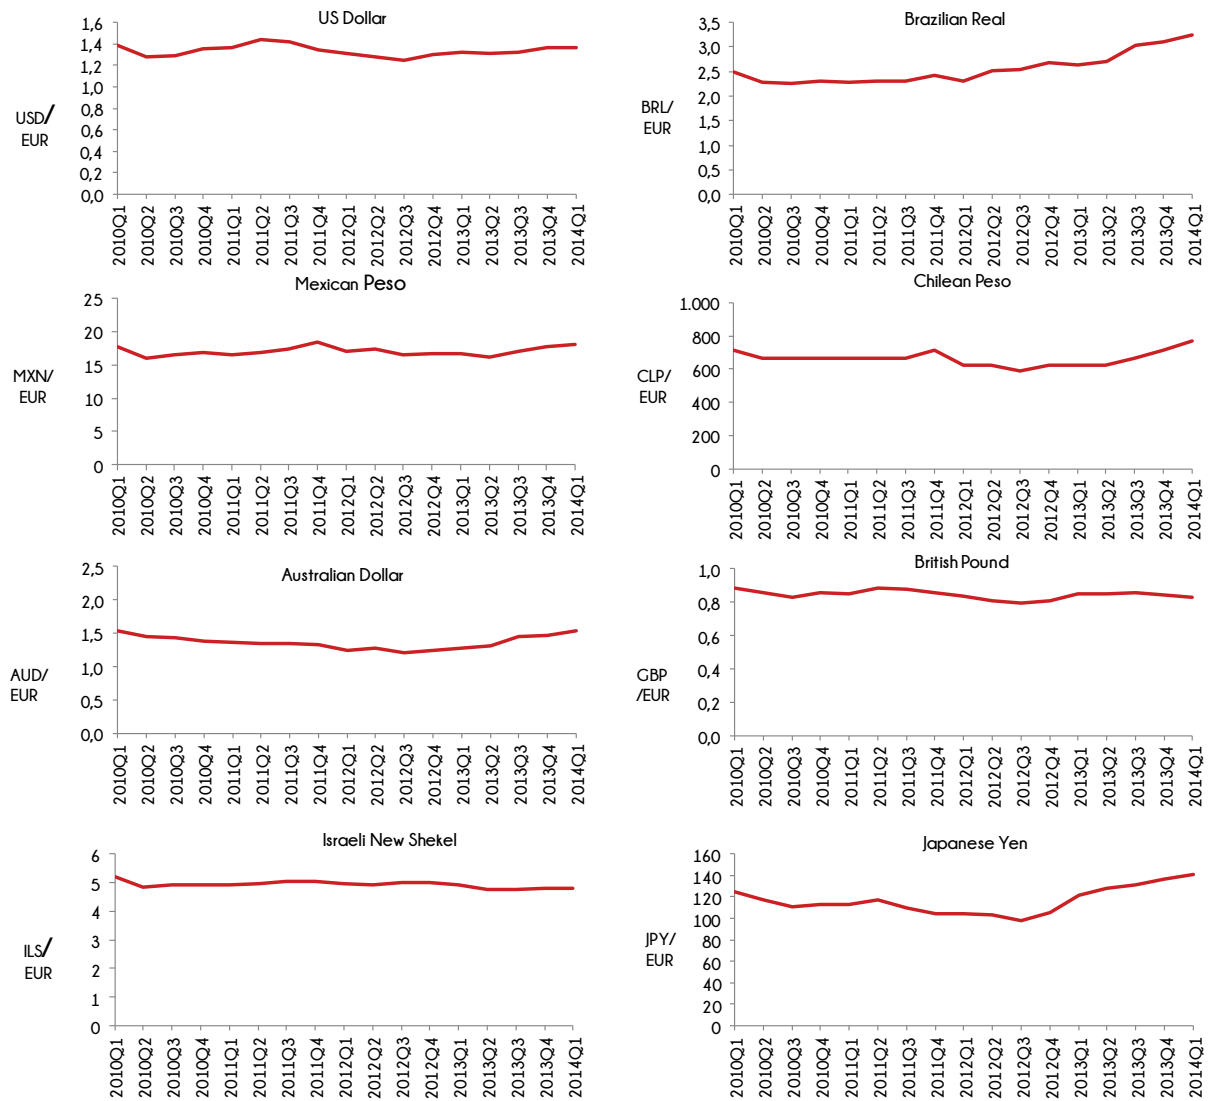 US Dollar
1,6
1,4
1,2
1,0
0,8
0,6
0,4
0,2
0,0
USD/
EUR
2010Q1 2010Q2 2010Q3 2010Q4 2011Q1 2011Q2 2011Q3 2011Q4 2012Q1 2012Q2 2012Q3 2012Q4 2013Q1 2013Q2 2013Q3 2013Q4 2014Q1
Brazilian Real
3,5
3,0
2,5
2,0
1,5
1,0
0,5
0,0
BRL/
EUR
2010Q1 2010Q2 2010Q3 2010Q4 2011Q1 2011Q2 2011Q3 2011Q4 2012Q1 2012Q2 2012Q3 2012Q4 2013Q1 2013Q2 2013Q3 2013Q4 2014Q1
Mexican Peso
25
20
15
10
5
0
MXN/
EUR
2010Q1 2010Q2 2010Q3 2010Q4 2011Q1 2011Q2 2011Q3 2011Q4 2012Q1 2012Q2 2012Q3 2012Q4 2013Q1 2013Q2 2013Q3 2013Q4 2014Q1
Chilean Peso
1.000
800
600
400
200
0
CLP/
EUR
2010Q1 2010Q2 2010Q3 2010Q4 2011Q1 2011Q2 2011Q3 2011Q4 2012Q1 2012Q2 2012Q3 2012Q4 2013Q1 2013Q2 2013Q3 2013Q4 2014Q1
Australian Dollar
2,5
2,0
1,5
1,0
0,5
0,0
AUD/
EUR
2010Q1 2010Q2 2010Q3 2010Q4 2011Q1 2011Q2 2011Q3 2011Q4 2012Q1 2012Q2 2012Q3 2012Q4 2013Q1 2013Q2 2013Q3 2013Q4 2014Q1
British Pound
1,0
0,8
0,6
0,4
0,2
0,0
GBP
/EUR
2010Q1 2010Q2 2010Q3 2010Q4 2011Q1 2011Q2 2011Q3 2011Q4 2012Q1 2012Q2 2012Q3 2012Q4 2013Q1 2013Q2 2013Q3 2013Q4 2014Q1
Israeli New Shekel
6
5
4
3
2
1
0
ILS/
EUR
2010Q1 2010Q2 2010Q3 2010Q4 2011Q1 2011Q2 2011Q3 2011Q4 2012Q1 2012Q2 2012Q3 2012Q4 2013Q1 2013Q2 2013Q3 2013Q4 2014Q1
Japanese Yen
160
140
120
100
80
60
40
20
0
JPY/
EUR
2010Q1 2010Q2 2010Q3 2010Q4 2011Q1 2011Q2 2011Q3 2011Q4 2012Q1 2012Q2 2012Q3 2012Q4 2013Q1 2013Q2 2013Q3 2013Q4 2014Q1